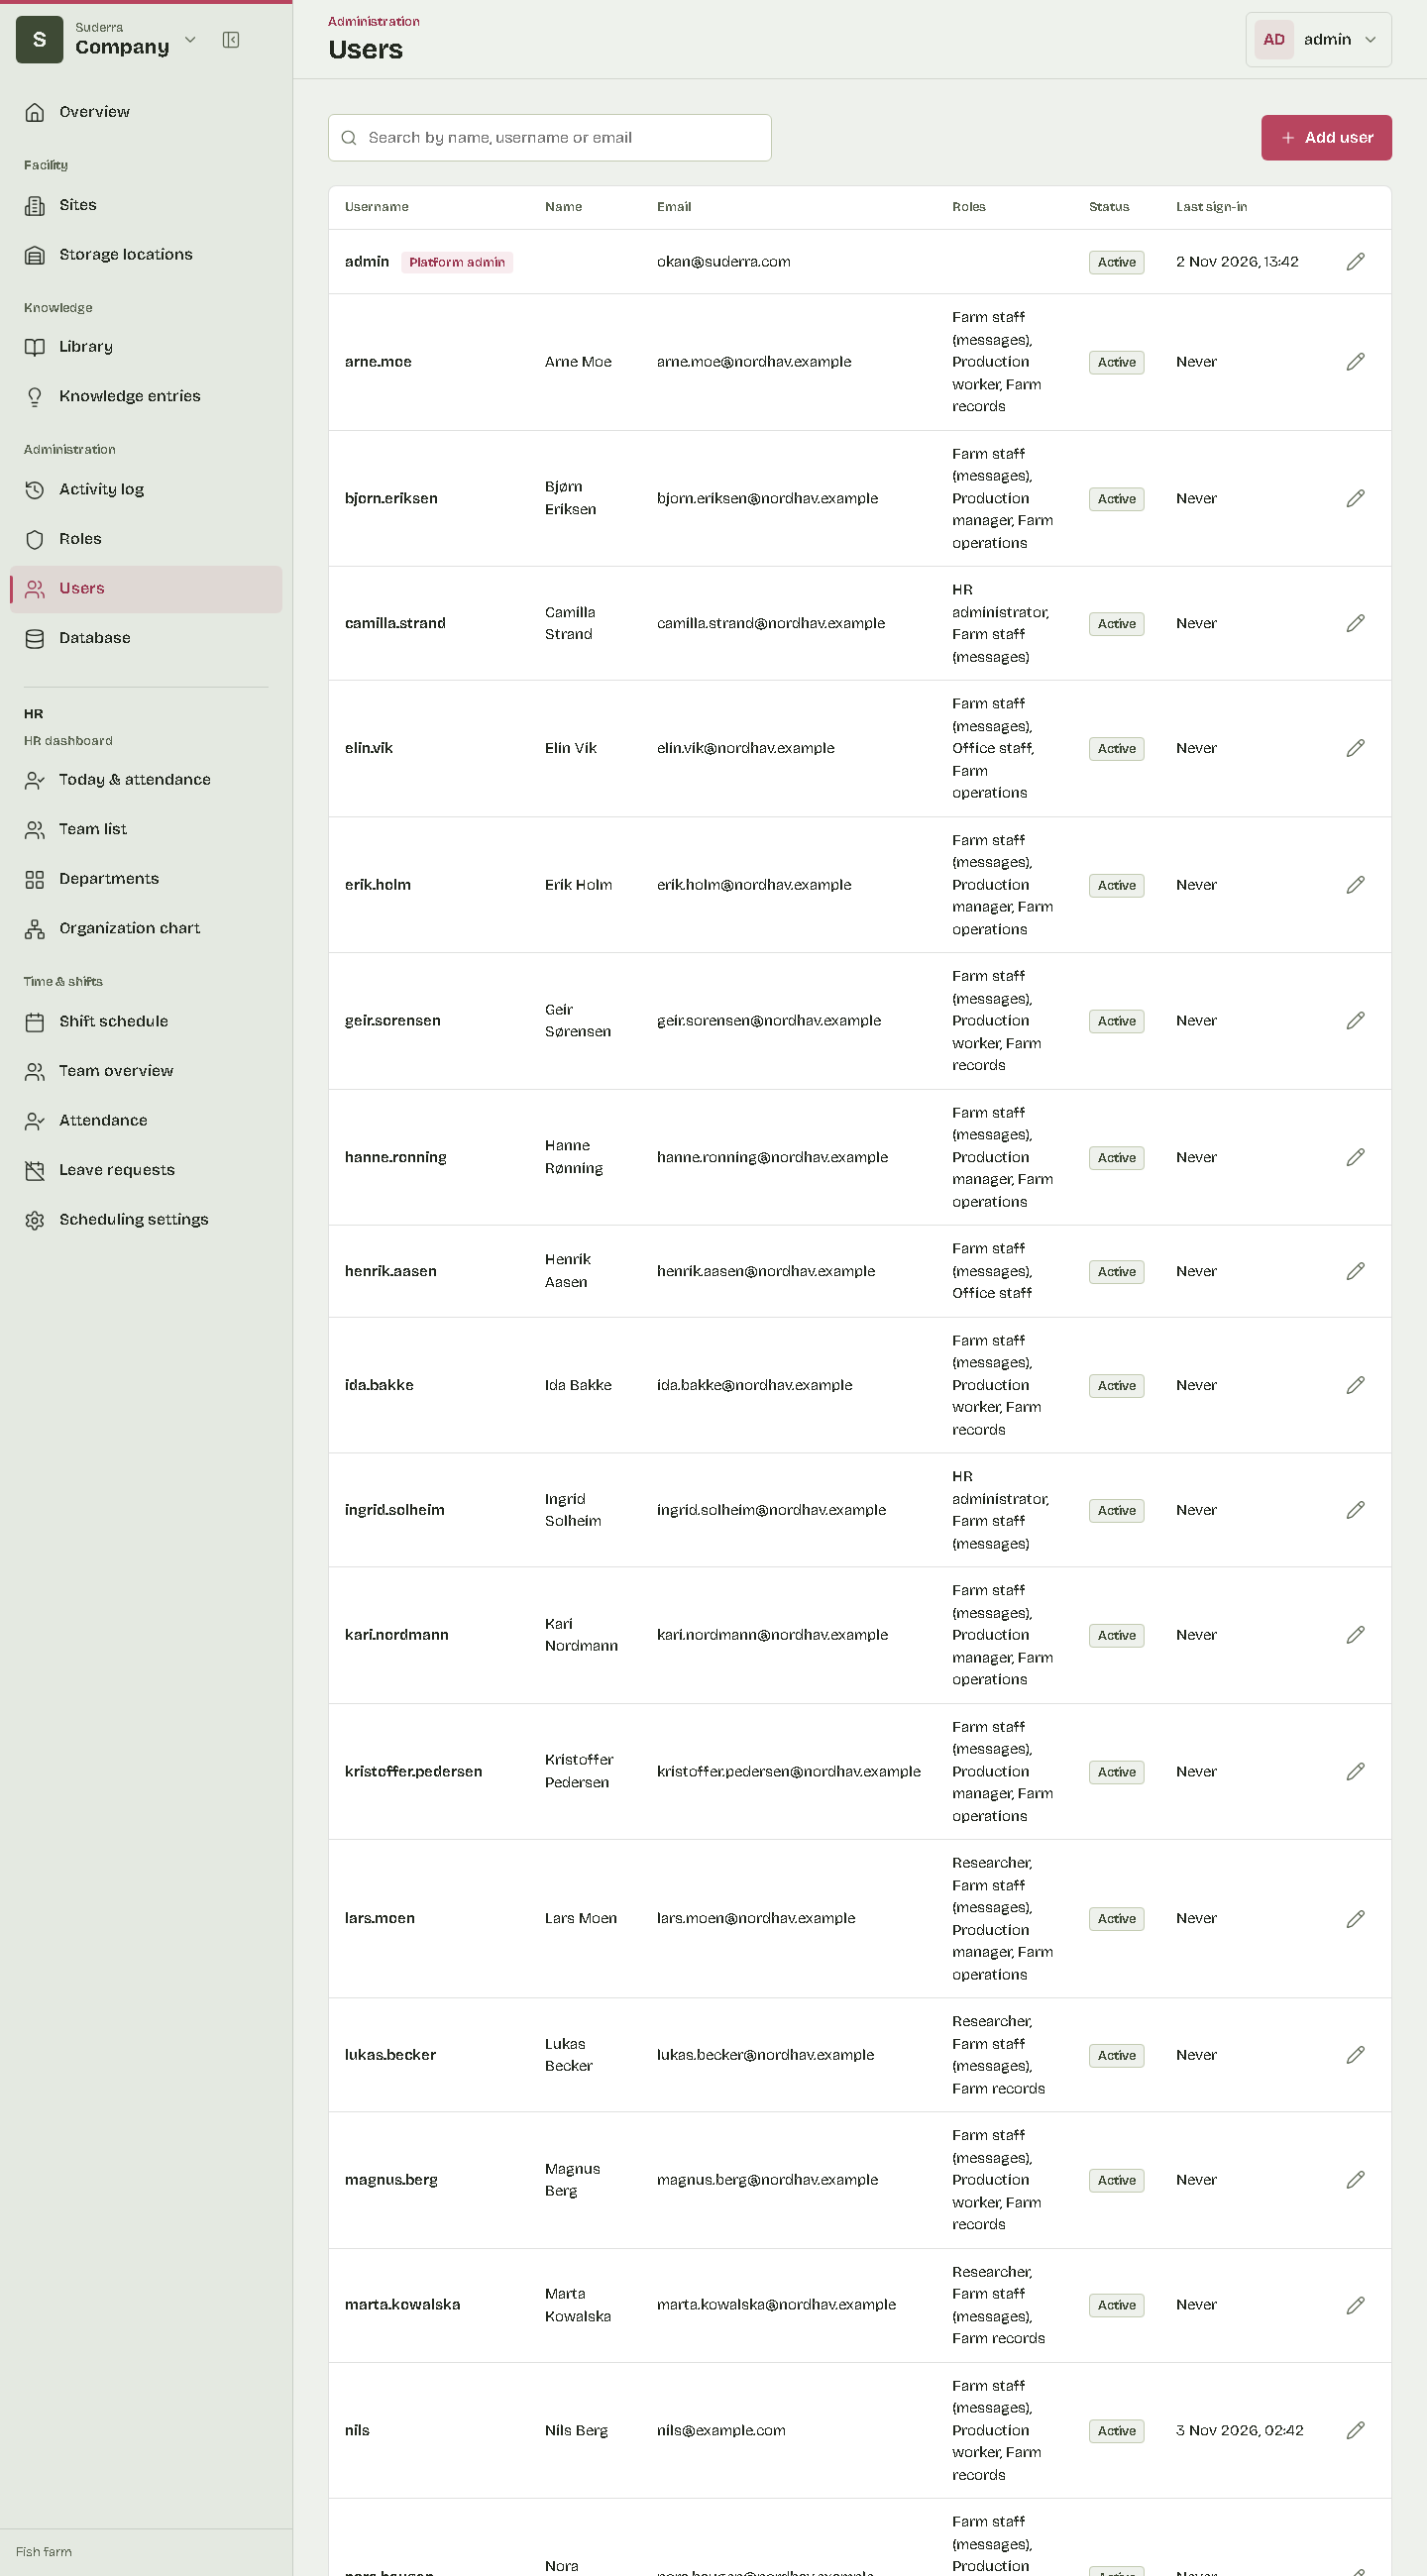 Suderra
Company
Overview
Facility
Sites
Storage locations
Knowledge
Library
Knowledge entries
Administration
Activity log
Roles
Users
Database
HR
HR dashboard
Today & attendance
Team list
Departments
Organization chart
Time & shifts
Shift schedule
Team overview
Attendance
Leave requests
Scheduling settings
Fish farm
Administration
Users
AD admin
Search by name, username or email
Add user
Username Name Email Roles Status Last sign-in
admin Platform admin okan@suderra.com Active 2 Nov 2026, 13:42
arne.moe Arne Moe arne.moe@nordhav.example Farm staff
(messages),
Production
worker, Farm
records
Active Never
bjorn.eriksen Bjørn
Eriksen
bjorn.eriksen@nordhav.example Farm staff
(messages),
Production
manager, Farm
operations
Active Never
camilla.strand Camilla
Strand
camilla.strand@nordhav.example HR
administrator,
Farm staff
(messages)
Active Never
elin.vik Elin Vik elin.vik@nordhav.example Farm staff
(messages),
Office staff,
Farm
operations
Active Never
erik.holm Erik Holm erik.holm@nordhav.example Farm staff
(messages),
Production
manager, Farm
operations
Active Never
geir.sorensen Geir
Sørensen
geir.sorensen@nordhav.example Farm staff
(messages),
Production
worker, Farm
records
Active Never
hanne.ronning Hanne
Rønning
hanne.ronning@nordhav.example Farm staff
(messages),
Production
manager, Farm
operations
Active Never
henrik.aasen Henrik
Aasen
henrik.aasen@nordhav.example Farm staff
(messages),
Office staff
Active Never
ida.bakke Ida Bakke ida.bakke@nordhav.example Farm staff
(messages),
Production
worker, Farm
records
Active Never
ingrid.solheim Ingrid
Solheim
ingrid.solheim@nordhav.example HR
administrator,
Farm staff
(messages)
Active Never
kari.nordmann Kari
Nordmann
kari.nordmann@nordhav.example Farm staff
(messages),
Production
manager, Farm
operations
Active Never
kristoffer.pedersen Kristoffer
Pedersen
kristoffer.pedersen@nordhav.example Farm staff
(messages),
Production
manager, Farm
operations
Active Never
lars.moen Lars Moen lars.moen@nordhav.example Researcher,
Farm staff
(messages),
Production
manager, Farm
operations
Active Never
lukas.becker Lukas
Becker
lukas.becker@nordhav.example Researcher,
Farm staff
(messages),
Farm records
Active Never
magnus.berg Magnus
Berg
magnus.berg@nordhav.example Farm staff
(messages),
Production
worker, Farm
records
Active Never
marta.kowalska Marta
Kowalska
marta.kowalska@nordhav.example Researcher,
Farm staff
(messages),
Farm records
Active Never
nils Nils Berg nils@example.com Farm staff
(messages),
Production
worker, Farm
records
Active 3 Nov 2026, 02:42
Nora
Farm staff
(messages),
Production